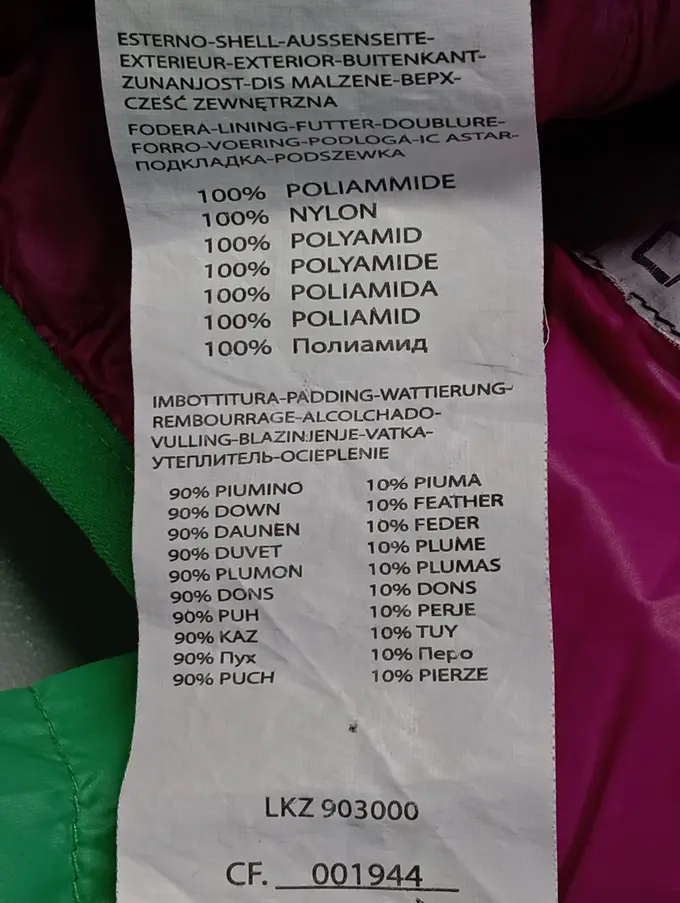 ESTERNO-SHELL-AUSSENSEITE-
EXTERIEUR-EXTERIOR-BUITENKANT-
ZUNANJOST-DIS MALZENE-ВЕРХ-
CZEŚĆ ZEWNĘTRZNA
FODERA-LINING-FUTTER-DOUBLURE-
FORRO-VOERING-PODLOGA-IC ASTAR-
ПОДКЛАДКА-PODSZEWKA
100% POLIAMMIDE
100% NYLON
100% POLYAMID
100% POLYAMIDE
100% POLIAMIDA
100% POLIAMID
100% Полиамид
IMBOTTITURA-PADDING-WATTIERUNG-
REMBOURRAGE-ALCOLCHADO-
VULLING-BLAZINJENJE-VATKA-
УТЕПЛИТЕЛЬ-OCIEPLENIE
90% PIUMINO 10% PIUMA
90% DOWN 10% FEATHER
90% DAUNEN 10% FEDER
90% DUVET 10% PLUME
90% PLUMON 10% PLUMAS
90% DONS 10% DONS
90% PUH 10% PERJE
90% KAZ 10% TUY
90% Пух 10% Перо
90% PUCH 10% PIERZE
LKZ 903000
CF. 001944